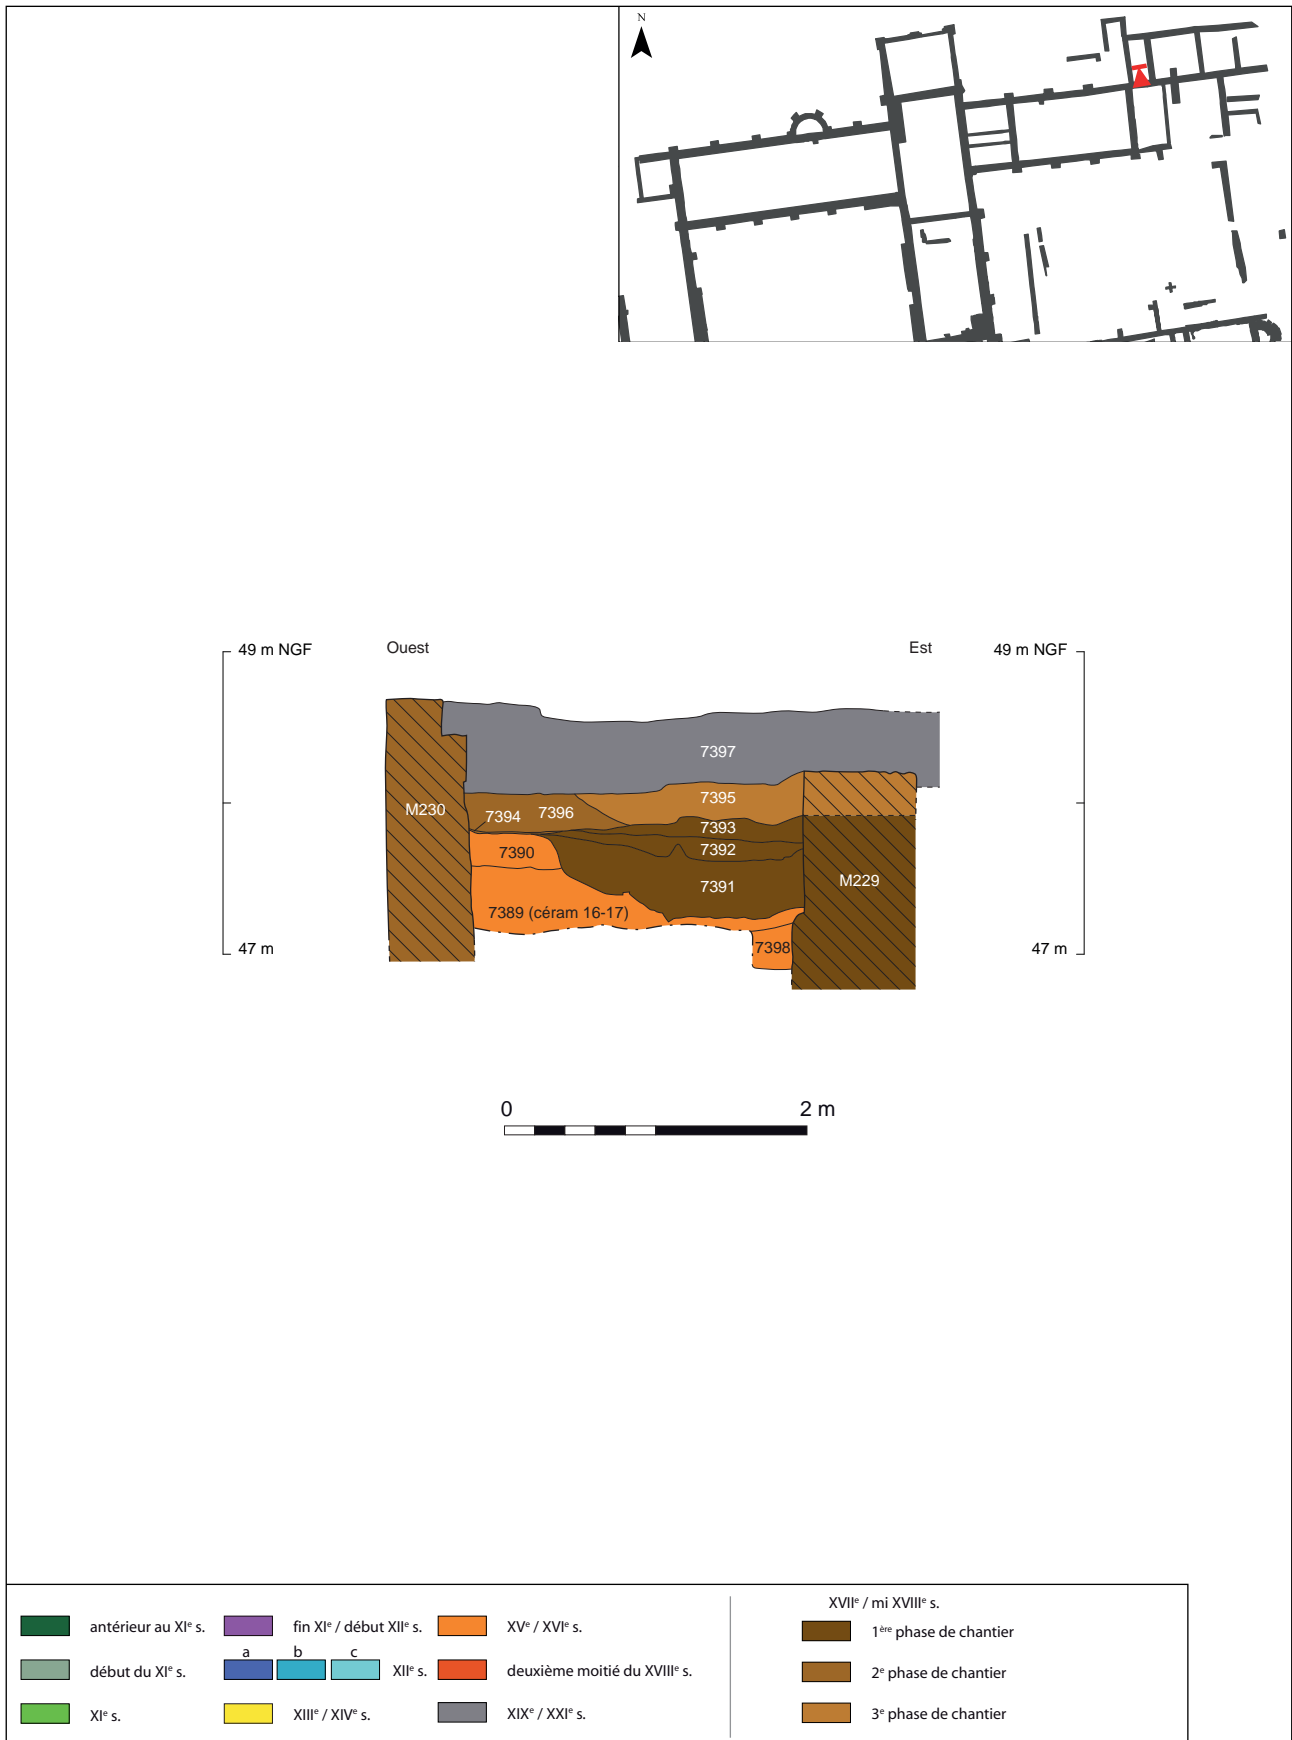 N
49 m NGF
Ouest
Est
49 m NGF
7397
7395
M230
7394
7396
7393
7392
7390
7391
M229
7389 (céram 16-17)
7398
47 m
47 m
0
2 m
antérieur au XIe s.
début du XIe s.
XIe s.
fin XIe / début XIIe s.
a
b
c
XIIe s.
XIIIe / XIVe s.
XVe / XVIe s.
deuxième moitié du XVIIIe s.
XIXe / XXIe s.
XVIIe / mi XVIIIe s.
1ère phase de chantier
2e phase de chantier
3e phase de chantier